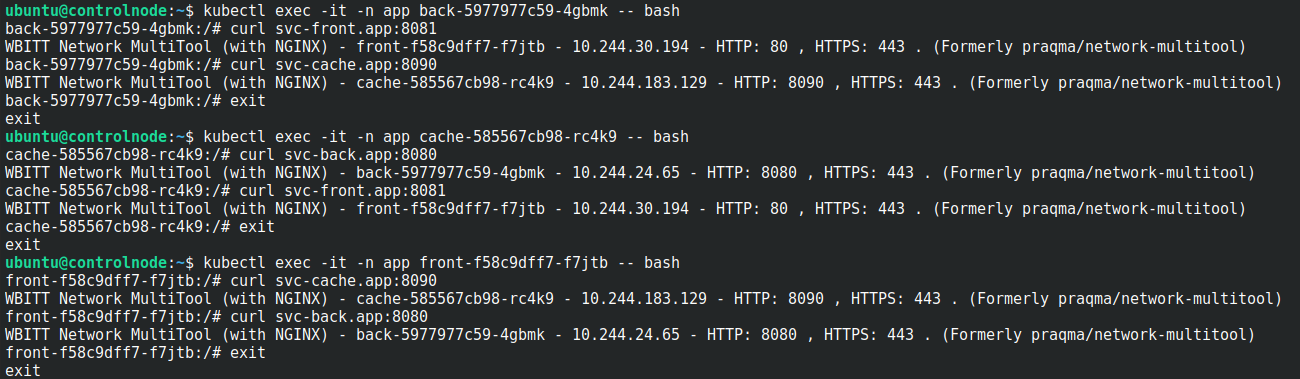 ubuntu@controlnode:~$ kubectl exec -it -n app back-5977977c59-4gbmk -- bash
back-5977977c59-4gbmk:/# curl svc-front.app:8081
WBITT Network MultiTool (with NGINX) - front-f58c9dff7-f7jtb - 10.244.30.194 - HTTP: 80 , HTTPS: 443 . (Formerly praqma/network-multitool)
back-5977977c59-4gbmk:/# curl svc-cache.app:8090
WBITT Network MultiTool (with NGINX) - cache-585567cb98-rc4k9 - 10.244.183.129 - HTTP: 8090 , HTTPS: 443 . (Formerly praqma/network-multitool)
back-5977977c59-4gbmk:/# exit
exit
ubuntu@controlnode:~$ kubectl exec -it -n app cache-585567cb98-rc4k9 -- bash
cache-585567cb98-rc4k9:/# curl svc-back.app:8080
WBITT Network MultiTool (with NGINX) - back-5977977c59-4gbmk - 10.244.24.65 - HTTP: 8080 , HTTPS: 443 . (Formerly praqma/network-multitool)
cache-585567cb98-rc4k9:/# curl svc-front.app:8081
WBITT Network MultiTool (with NGINX) - front-f58c9dff7-f7jtb - 10.244.30.194 - HTTP: 80 , HTTPS: 443 . (Formerly praqma/network-multitool)
cache-585567cb98-rc4k9:/# exit
exit
ubuntu@controlnode:~$ kubectl exec -it -n app front-f58c9dff7-f7jtb -- bash
front-f58c9dff7-f7jtb:/# curl svc-cache.app:8090
WBITT Network MultiTool (with NGINX) - cache-585567cb98-rc4k9 - 10.244.183.129 - HTTP: 8090 , HTTPS: 443 . (Formerly praqma/network-multitool)
front-f58c9dff7-f7jtb:/# curl svc-back.app:8080
WBITT Network MultiTool (with NGINX) - back-5977977c59-4gbmk - 10.244.24.65 - HTTP: 8080 , HTTPS: 443 . (Formerly praqma/network-multitool)
front-f58c9dff7-f7jtb:/# exit
exit